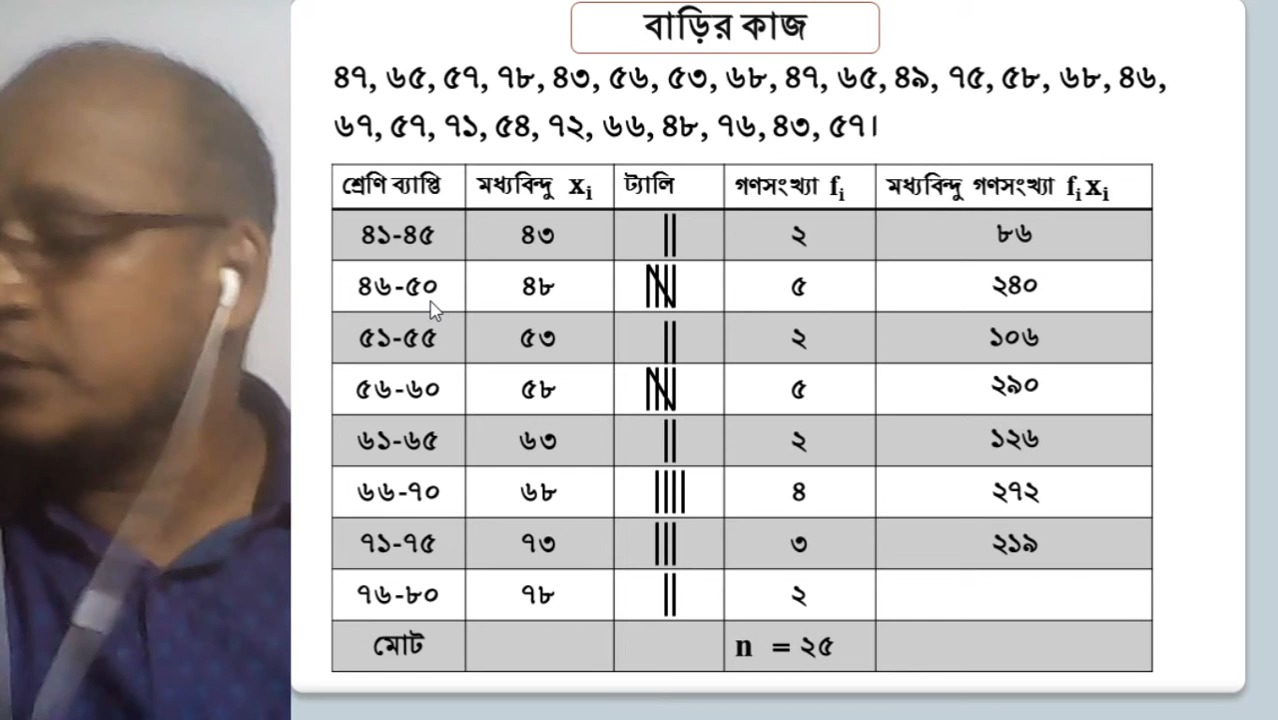 বাড়ির কাজ
৪৭, ৬৫, ৫৭, ৭৮, ৪৩, ৫৬, ৫৩, ৬৮, ৪৭, ৬৫, ৪৯, ৭৫, ৫৮, ৬৮, ৪৬,
৬৭, ৫৭, ৭১, ৫৪, ৭২, ৬৬, ৪৮, ৭৬, ৪৩, ৫৭।
শ্রেণি ব্যাপ্তি মধ্যবিন্দু xᵢ ট্যালি গণসংখ্যা fᵢ মধ্যবিন্দু গণসংখ্যা fᵢxᵢ
৪১-৪৫ ৪৩ || ২ ৮৬
৪৬-৫০ ৪৮ ৫ ২৪০
৫১-৫৫ ৫৩ || ২ ১০৬
৫৬-৬০ ৫৮ ৫ ২৯০
৬১-৬৫ ৬৩ || ২ ১২৬
৬৬-৭০ ৬৮ |||| ৪ ২৭২
৭১-৭৫ ৭৩ ||| ৩ ২১৯
৭৬-৮০ ৭৮ || ২
মোট n = ২৫